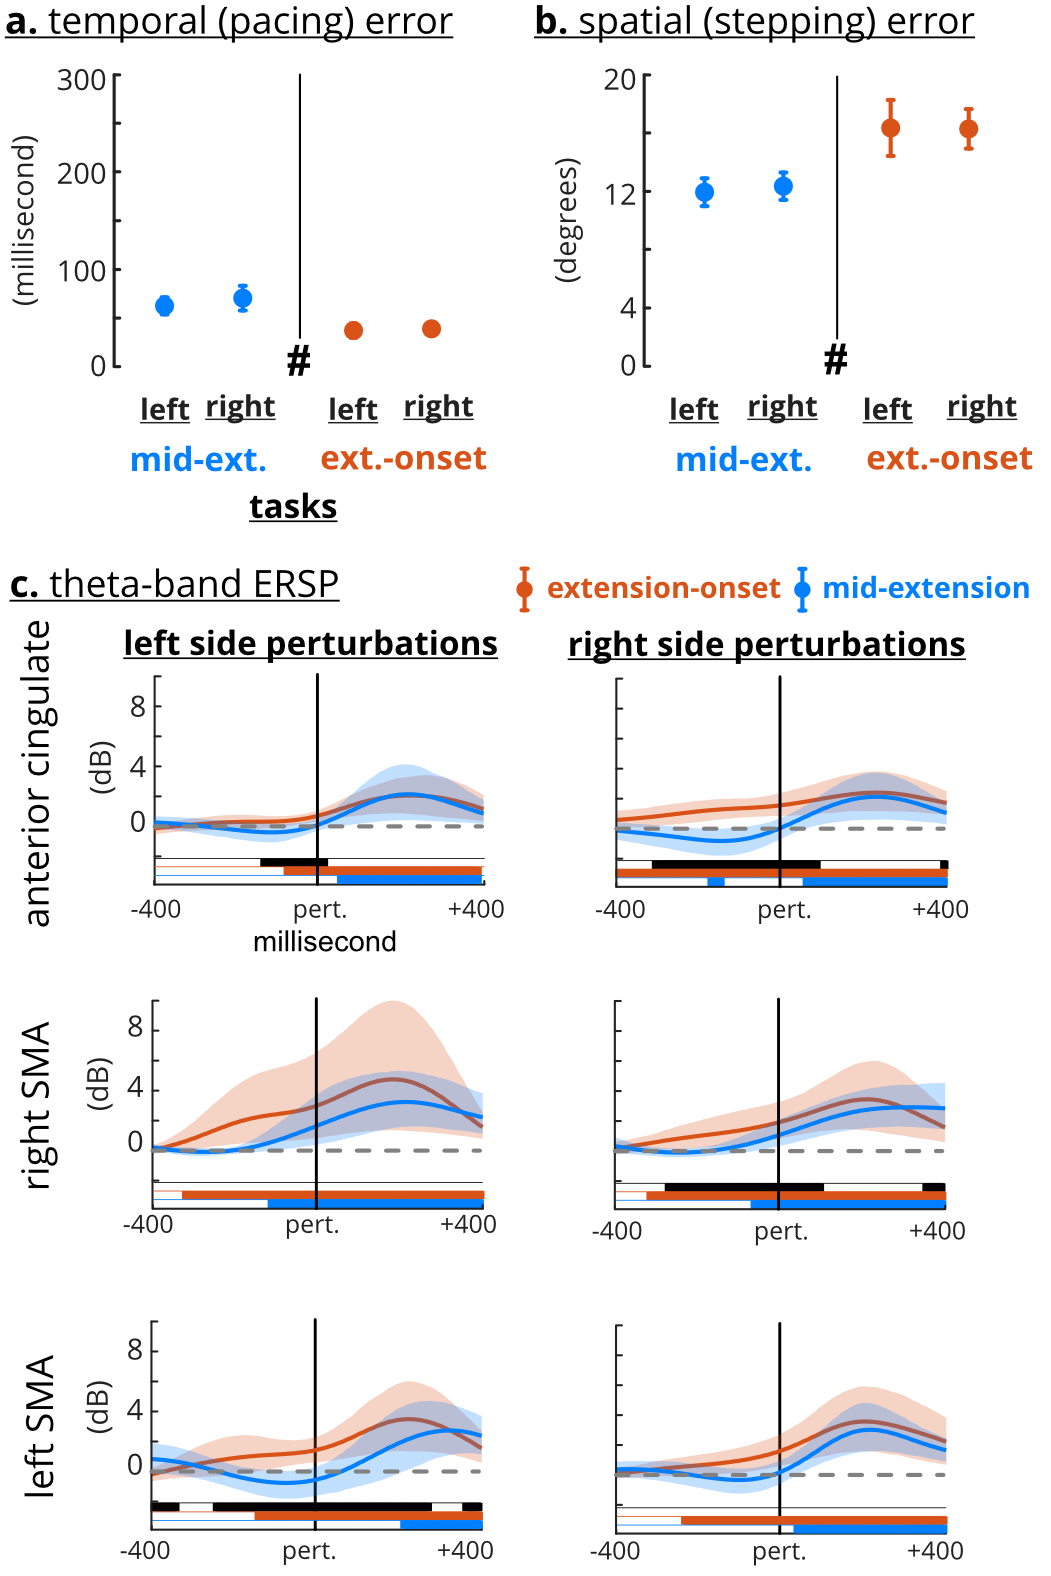 a. temporal (pacing) error
b. spatial (stepping) error
(millisecond)
300
200
100
0
#
left right left right
mid-ext. ext.-onset
tasks
(degrees)
20
12
4
0
#
left right left right
mid-ext. ext.-onset
c. theta-band ERSP
extension-onset mid-extension
left side perturbations right side perturbations
anterior cingulate
(dB)
8
4
0
-400 pert. +400
millisecond
-400 pert. +400
right SMA
(dB)
8
4
0
-400 pert. +400
-400 pert. +400
left SMA
(dB)
8
4
0
-400 pert. +400
-400 pert. +400